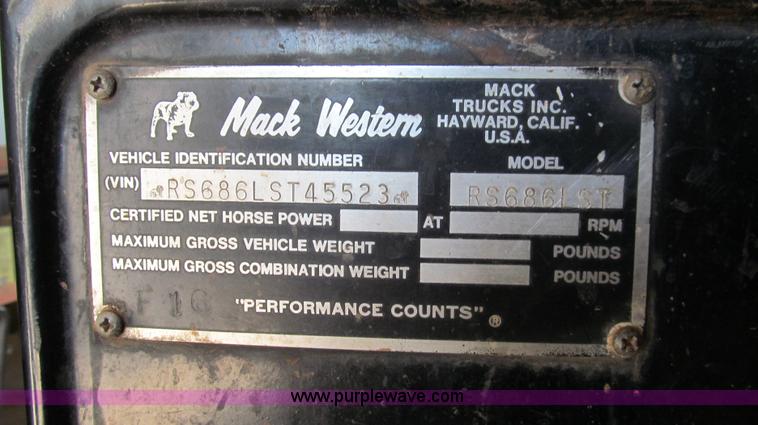 Mack Western
MACK
TRUCKS INC.
HAYWARD, CALIF.
U.S.A.
VEHICLE IDENTIFICATION NUMBER MODEL
(VIN) RS686LST45523 RS686LST
CERTIFIED NET HORSE POWER AT RPM
MAXIMUM GROSS VEHICLE WEIGHT POUNDS
MAXIMUM GROSS COMBINATION WEIGHT POUNDS
"PERFORMANCE COUNTS" ®
www.purplewave.com